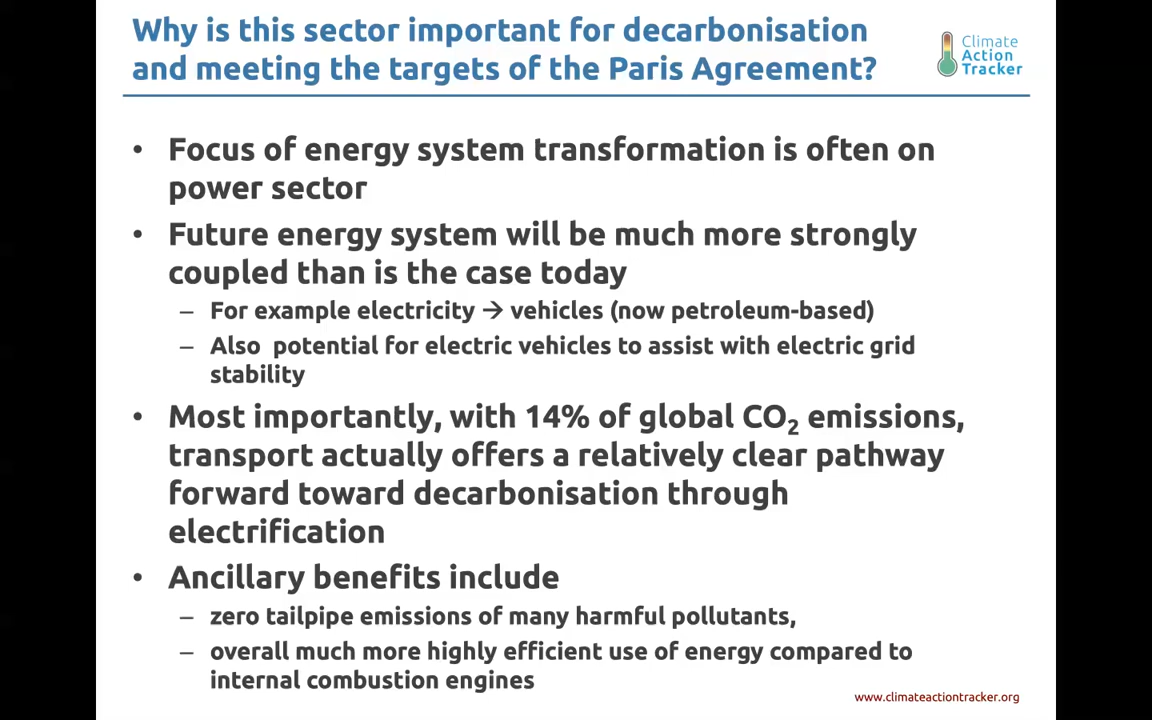 Why is this sector important for decarbonisation
and meeting the targets of the Paris Agreement?
Climate
Action
Tracker
• Focus of energy system transformation is often on
power sector
• Future energy system will be much more strongly
coupled than is the case today
– For example electricity → vehicles (now petroleum-based)
– Also  potential for electric vehicles to assist with electric grid
stability
• Most importantly, with 14% of global CO₂ emissions,
transport actually offers a relatively clear pathway
forward toward decarbonisation through
electrification
• Ancillary benefits include
– zero tailpipe emissions of many harmful pollutants,
– overall much more highly efficient use of energy compared to
internal combustion engines
www.climateactiontracker.org